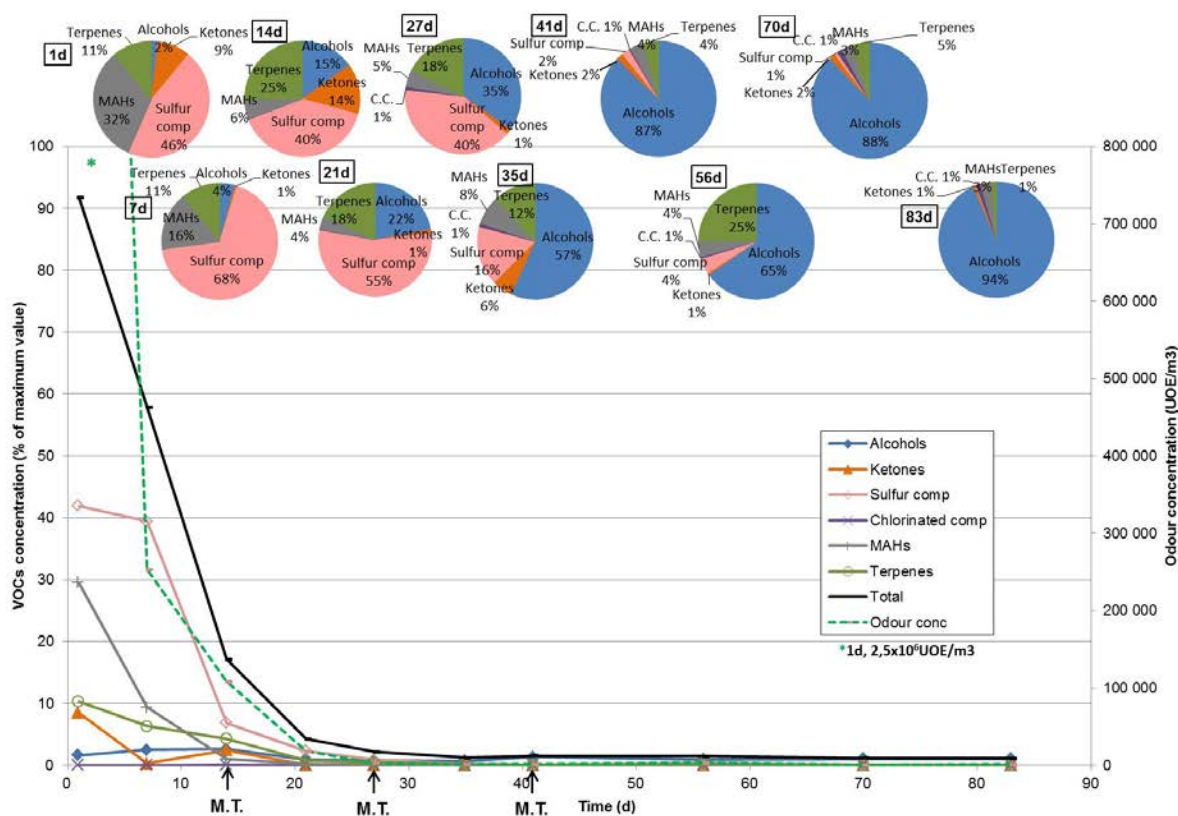 1d
Terpenes
11%
Alcohols
2%
Ketones
9%
MAHs
32%
Sulfur comp
46%
14d
Alcohols
15%
Terpenes
25%
Ketones
14%
MAHs
6%
Sulfur comp
40%
27d
MAHs
5%
Terpenes
18%
Alcohols
35%
C.C.
1%
Sulfur comp
40%
Ketones
1%
41d
C.C. 1%
MAHs
4%
Terpenes
4%
Sulfur comp
2%
Ketones 2%
Alcohols
87%
70d
C.C. 1%
MAHs
3%
Terpenes
5%
Sulfur comp
1%
Ketones 2%
Alcohols
88%
7d
Terpenes
11%
Alcohols
4%
Ketones
1%
MAHs
16%
Sulfur comp
68%
21d
Terpenes
18%
Alcohols
22%
MAHs
4%
Ketones
1%
Sulfur comp
55%
35d
MAHs
8%
Terpenes
12%
C.C.
1%
Alcohols
57%
Sulfur comp
16%
Ketones
6%
56d
MAHs
4%
Terpenes
25%
C.C. 1%
Sulfur comp
4%
Ketones
1%
Alcohols
65%
83d
C.C. 1%
MAHs
3%
Terpenes
1%
Ketones 1%
Alcohols
94%
VOCs concentration (% of maximum value)
100
90
80
70
60
50
40
30
20
10
0
*
Odour concentration (UOE/m3)
800 000
700 000
600 000
500 000
400 000
300 000
200 000
100 000
0
Alcohols
Ketones
Sulfur comp
Chlorinated comp
MAHs
Terpenes
Total
Odour conc
*1d, 2,5x10⁶UOE/m3
0 10 20 30 40 50 60 70 80 90
M.T.
M.T.
M.T.
Time (d)